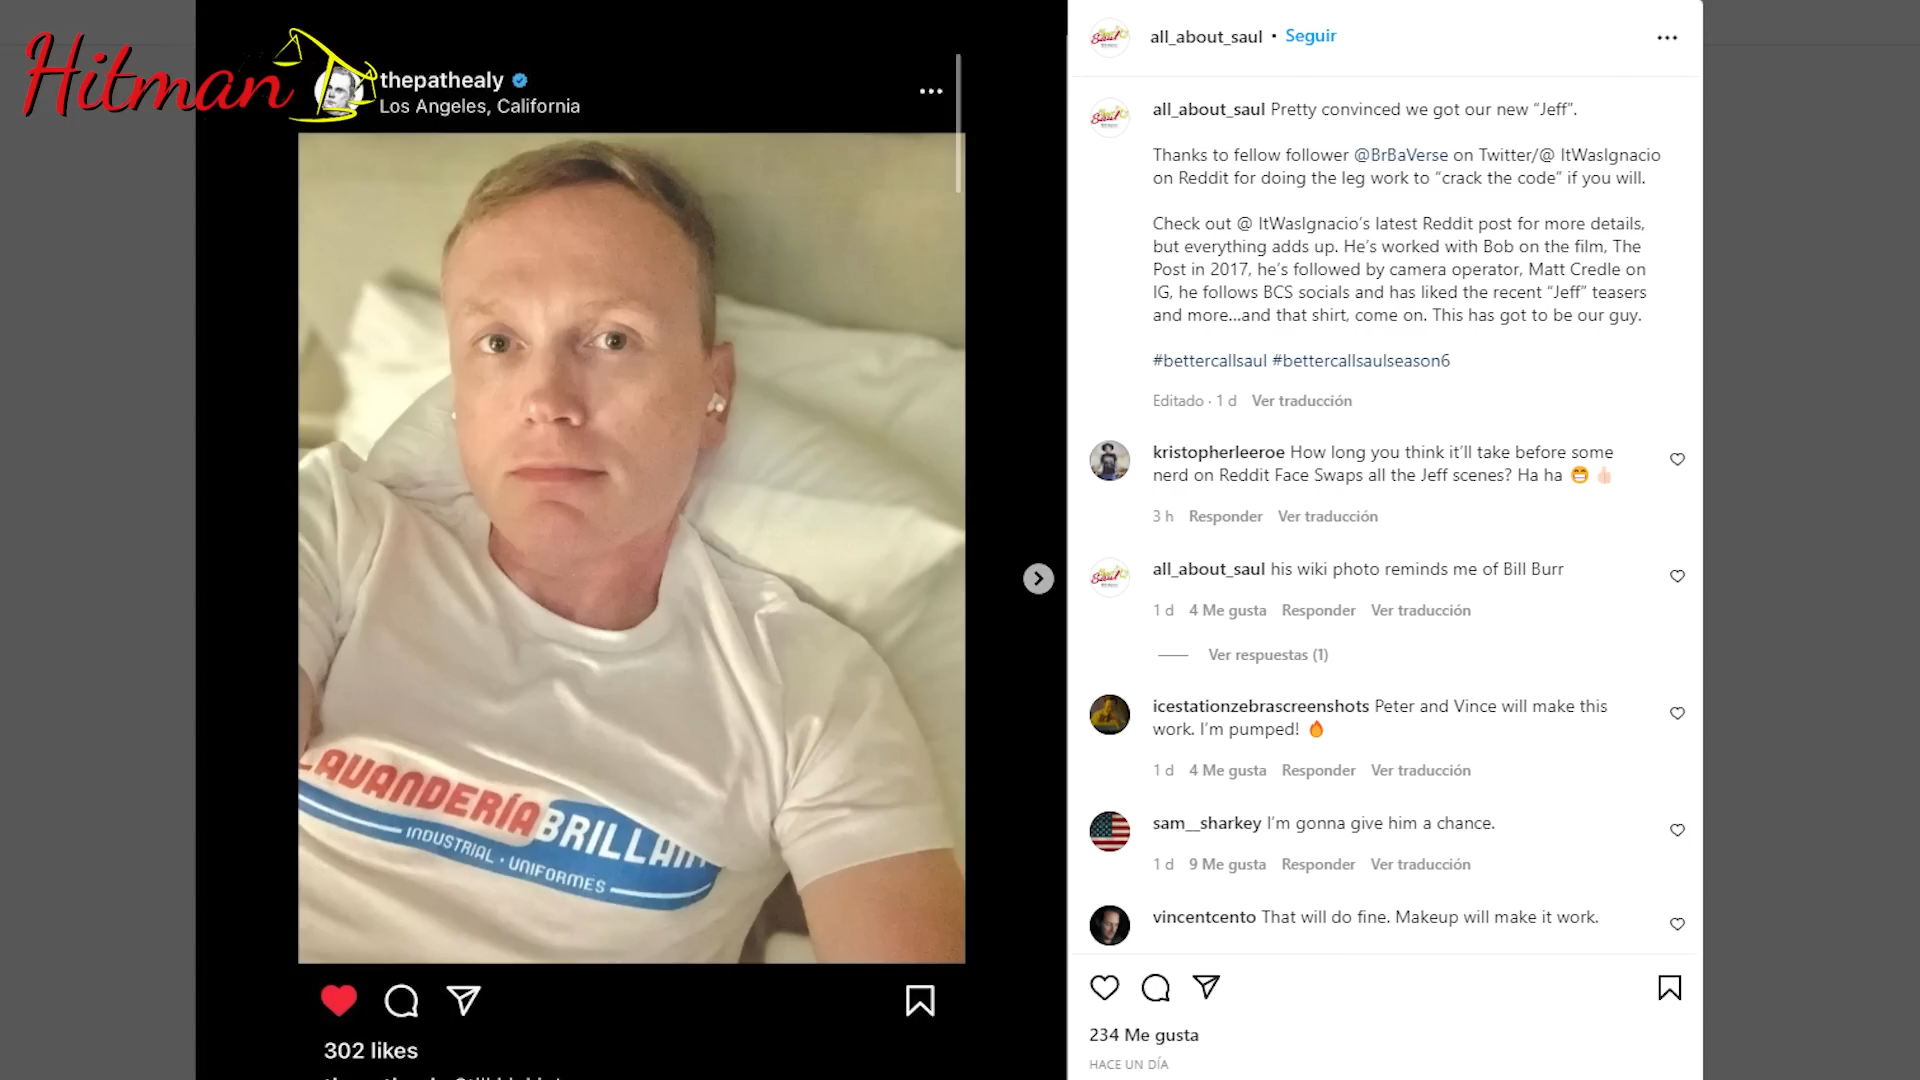 Hitman
thepathealy
Los Angeles, California
LAVANDERÍA BRILLAN
INDUSTRIAL · UNIFORMES
302 likes
all_about_saul • Seguir
all_about_saul Pretty convinced we got our new “Jeff”.
Thanks to fellow follower @BrBaVerse on Twitter/@ ItWasIgnacio
on Reddit for doing the leg work to “crack the code” if you will.
Check out @ ItWasIgnacio’s latest Reddit post for more details,
but everything adds up. He’s worked with Bob on the film, The
Post in 2017, he’s followed by camera operator, Matt Credle on
IG, he follows BCS socials and has liked the recent “Jeff” teasers
and more...and that shirt, come on. This has got to be our guy.
#bettercallsaul #bettercallsaulseason6
Editado · 1 d Ver traducción
kristopherleeroe How long you think it’ll take before some
nerd on Reddit Face Swaps all the Jeff scenes? Ha ha 😁👍🏻
3 h Responder Ver traducción
all_about_saul his wiki photo reminds me of Bill Burr
1 d 4 Me gusta Responder Ver traducción
Ver respuestas (1)
icestationzebrascreenshots Peter and Vince will make this
work. I’m pumped! 🔥
1 d 4 Me gusta Responder Ver traducción
sam__sharkey I’m gonna give him a chance.
1 d 9 Me gusta Responder Ver traducción
vincentcento That will do fine. Makeup will make it work.
234 Me gusta
HACE UN DÍA